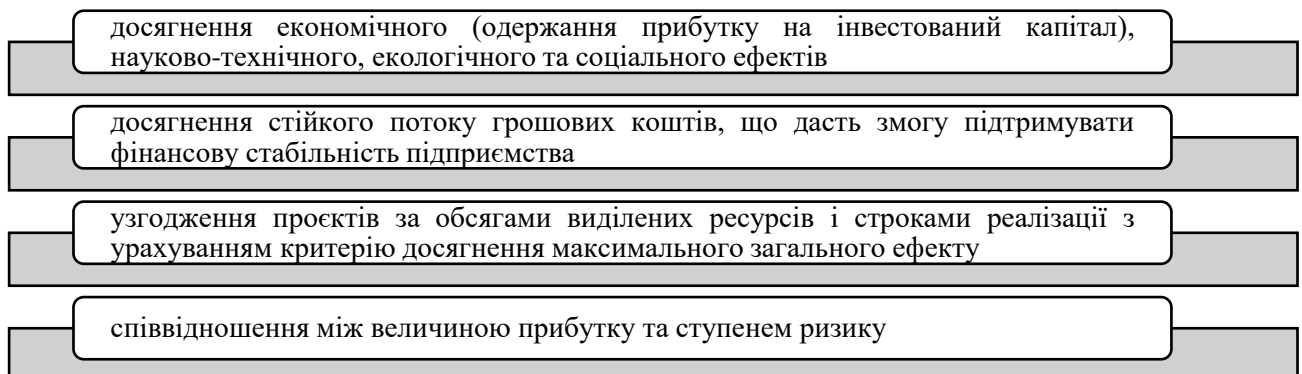 досягнення економічного (одержання прибутку на інвестований капітал),
науково-технічного, екологічного та соціального ефектів
досягнення стійкого потоку грошових коштів, що дасть змогу підтримувати
фінансову стабільність підприємства
узгодження проєктів за обсягами виділених ресурсів і строками реалізації з
урахуванням критерію досягнення максимального загального ефекту
співвідношення між величиною прибутку та ступенем ризику